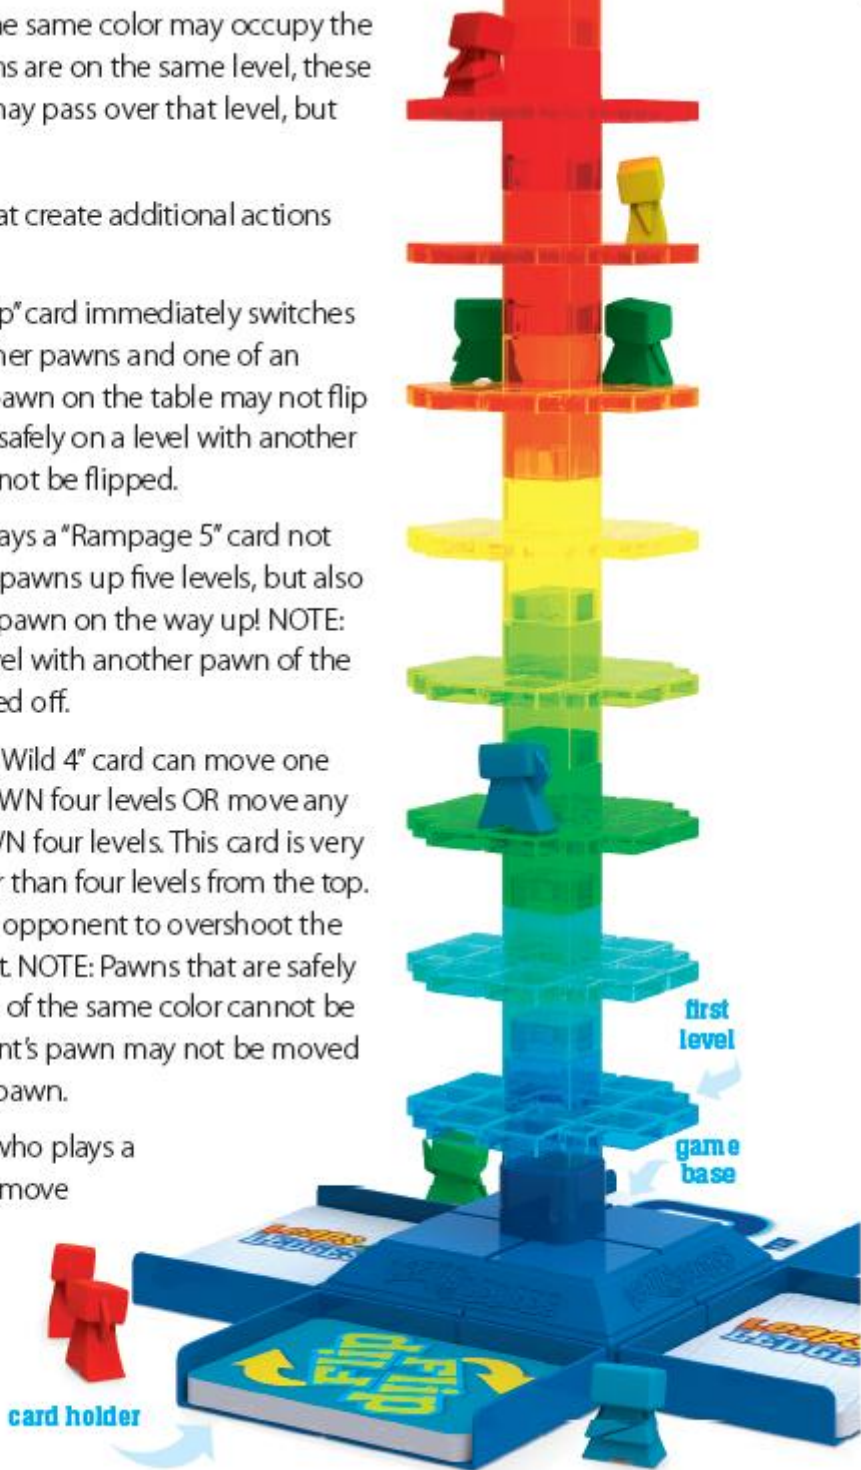 he same color may occupy the
ns are on the same level, these
may pass over that level, but
at create additional actions
p” card immediately switches
her pawns and one of an
pawn on the table may not flip
safely on a level with another
not be flipped.
ays a “Rampage 5” card not
pawns up five levels, but also
pawn on the way up! NOTE:
vel with another pawn of the
ed off.
Wild 4” card can move one
WN four levels OR move any
WN four levels. This card is very
r than four levels from the top.
opponent to overshoot the
t. NOTE: Pawns that are safely
of the same color cannot be
nt’s pawn may not be moved
pawn.
who plays a
move
first
level
game
base
Leaps
LEDGES
Leaps
LEDGE
Flip
Flip
card holder